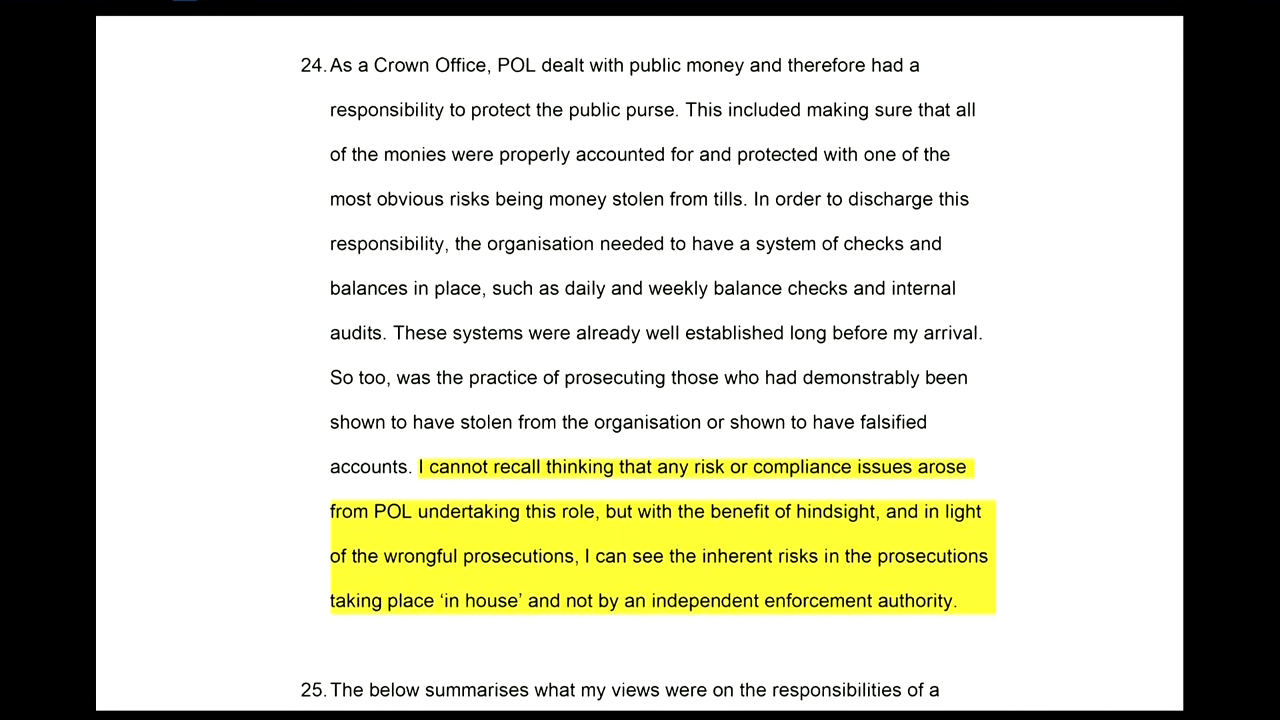 24. As a Crown Office, POL dealt with public money and therefore had a
responsibility to protect the public purse. This included making sure that all
of the monies were properly accounted for and protected with one of the
most obvious risks being money stolen from tills. In order to discharge this
responsibility, the organisation needed to have a system of checks and
balances in place, such as daily and weekly balance checks and internal
audits. These systems were already well established long before my arrival.
So too, was the practice of prosecuting those who had demonstrably been
shown to have stolen from the organisation or shown to have falsified
accounts. I cannot recall thinking that any risk or compliance issues arose
from POL undertaking this role, but with the benefit of hindsight, and in light
of the wrongful prosecutions, I can see the inherent risks in the prosecutions
taking place ‘in house’ and not by an independent enforcement authority.
25. The below summarises what my views were on the responsibilities of a